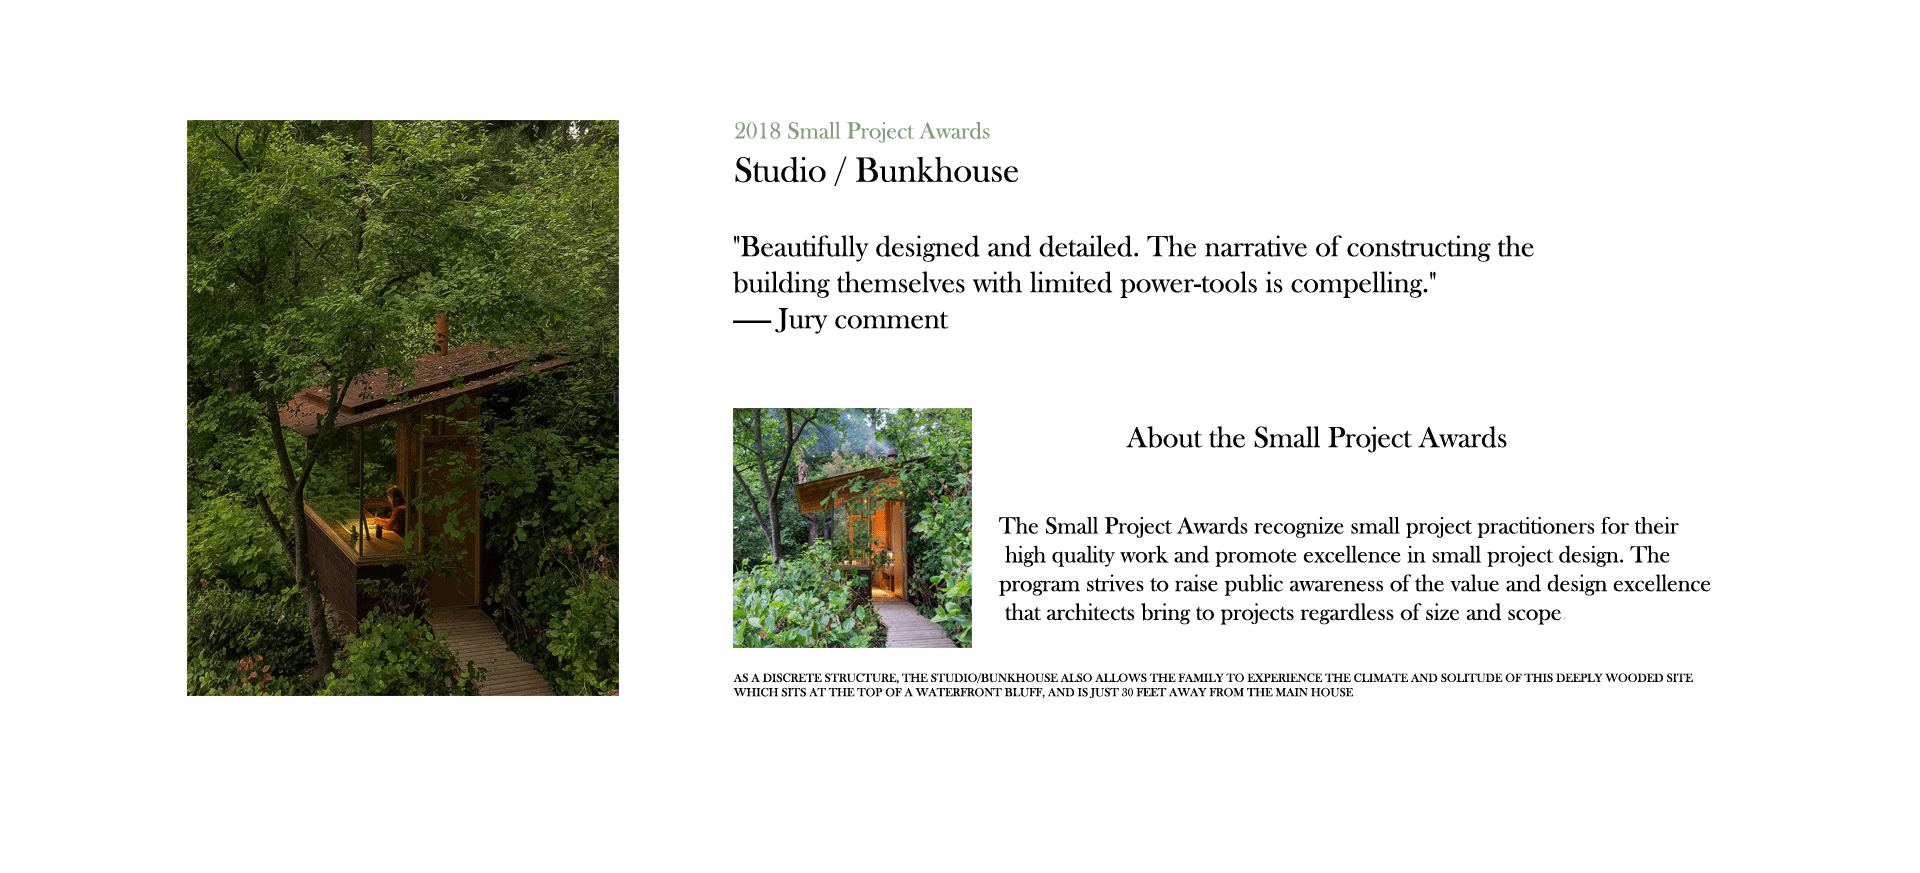 2018 Small Project Awards
Studio / Bunkhouse
"Beautifully designed and detailed. The narrative of constructing the
building themselves with limited power-tools is compelling."
— Jury comment
About the Small Project Awards
The Small Project Awards recognize small project practitioners for their
high quality work and promote excellence in small project design. The
program strives to raise public awareness of the value and design excellence
that architects bring to projects regardless of size and scope
AS A DISCRETE STRUCTURE, THE STUDIO/BUNKHOUSE ALSO ALLOWS THE FAMILY TO EXPERIENCE THE CLIMATE AND SOLITUDE OF THIS DEEPLY WOODED SITE
WHICH SITS AT THE TOP OF A WATERFRONT BLUFF, AND IS JUST 30 FEET AWAY FROM THE MAIN HOUSE